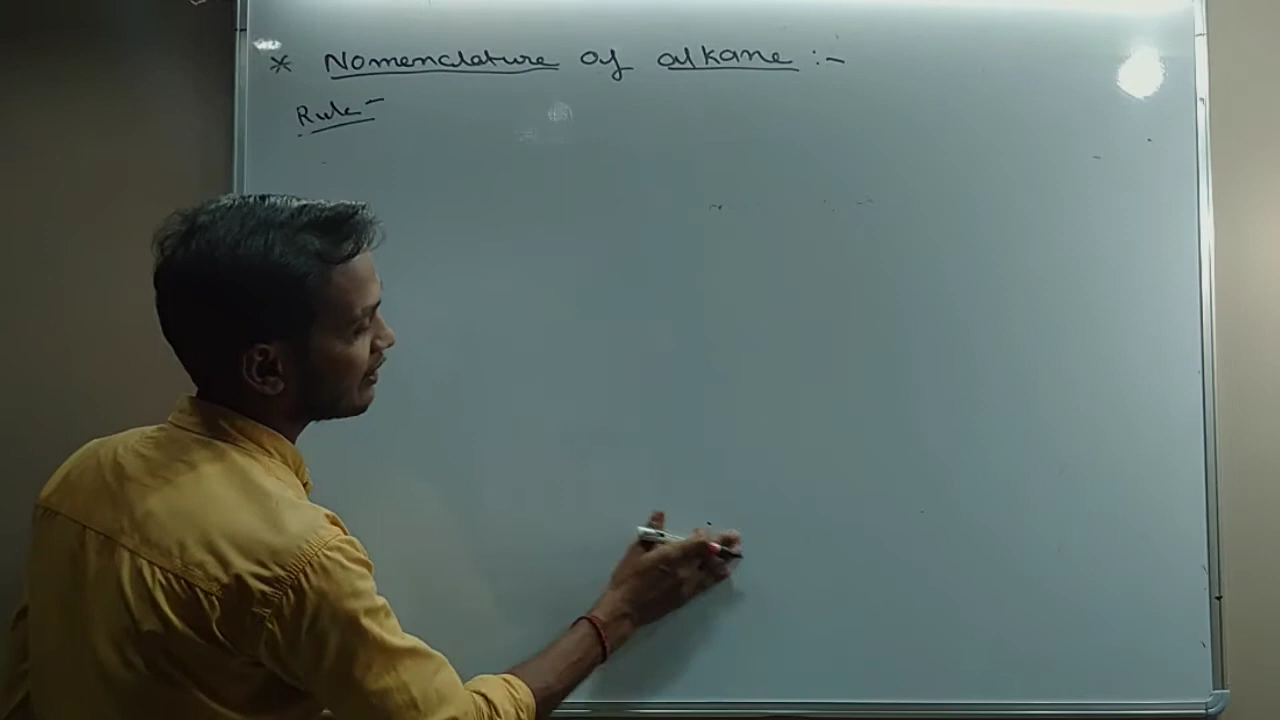 * Nomenclature of alkane :-
Rule -